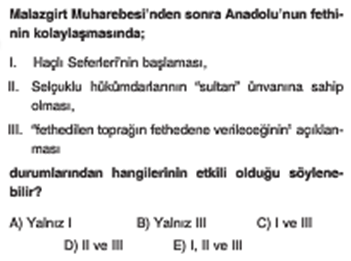 Malazgirt Muharebesi'nden sonra Anadolu'nun fethi-
nin kolaylaşmasında;
I. Haçlı Seferleri'nin başlaması,
II. Selçuklu hükümdarlarının "sultan" ünvanına sahip
olması,
III. "fethedilen toprağın fethedene verileceğinin" açıklan-
ması
durumlarından hangilerinin etkili olduğu söylene-
bilir?
A) Yalnız I B) Yalnız III C) I ve III
D) II ve III E) I, II ve III